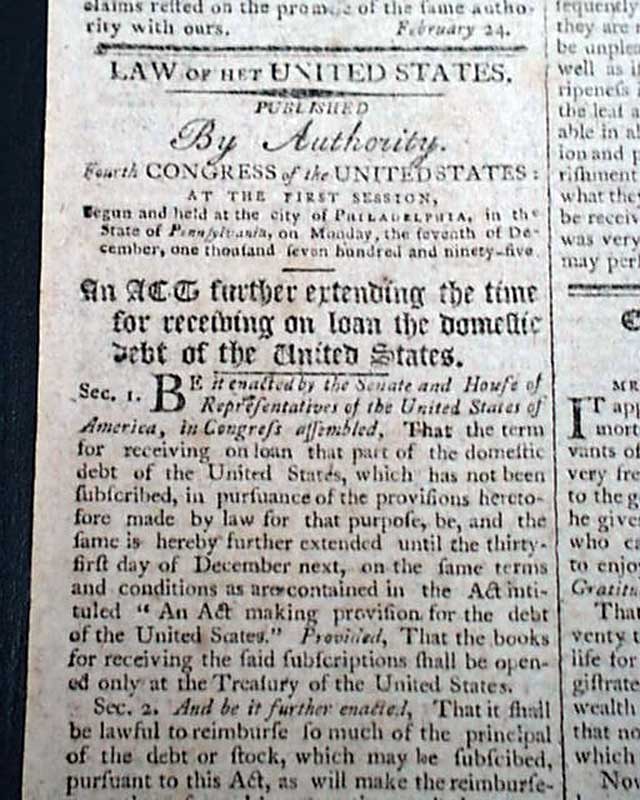 claims rested on the promise of the same autho-
rity with ours. February 24.
LAW OF HET UNITED STATES.
PUBLISHED
By Authority.
Fourth CONGRESS of the UNITED STATES:
AT THE FIRST SESSION,
Begun and held at the city of PHILADELPHIA, in the
State of Pennſylvania, on Monday, the ſeventh of De-
cember, one thouſand ſeven hundred and ninety-five
An ACT further extending the time
for receiving on loan the domeſtic
debt of the United States.
Sec. 1. BE it enacted by the Senate and Houſe of
Repreſentatives of the United States of
America, in Congreſs aſſembled, That the term
for receiving on loan that part of the domeſtic
debt of the United States, which has not been
ſubſcribed, in purſuance of the proviſions hereto-
fore made by law for that purpoſe, be, and the
ſame is hereby further extended until the thirty-
firſt day of December next, on the ſame terms
and conditions as are contained in the Act inti-
tuled " An Act making proviſion for the debt
of the United States." Provided, That the books
for receiving the ſaid ſubſcriptions ſhall be open-
ed only at the Treaſury of the United States.
Sec. 2. And be it further enacted, That it ſhall
be lawful to reimburſe ſo much of the principal
of the debt or ſtock, which may be ſubſcibed,
purſuant to this Act, as will make the reimburſe-
they are
be unple
well as i
ripeneſs i
the leaf a
able in a
ion and p
riſhment
what they
be receiv
was very
may perh
MR
IT app
mort
vants of
very fre
to the g
he give
who ca
to enjoy
Gratitu
That
venty t
life for
giſtrate
wealth
that no
which
Nov